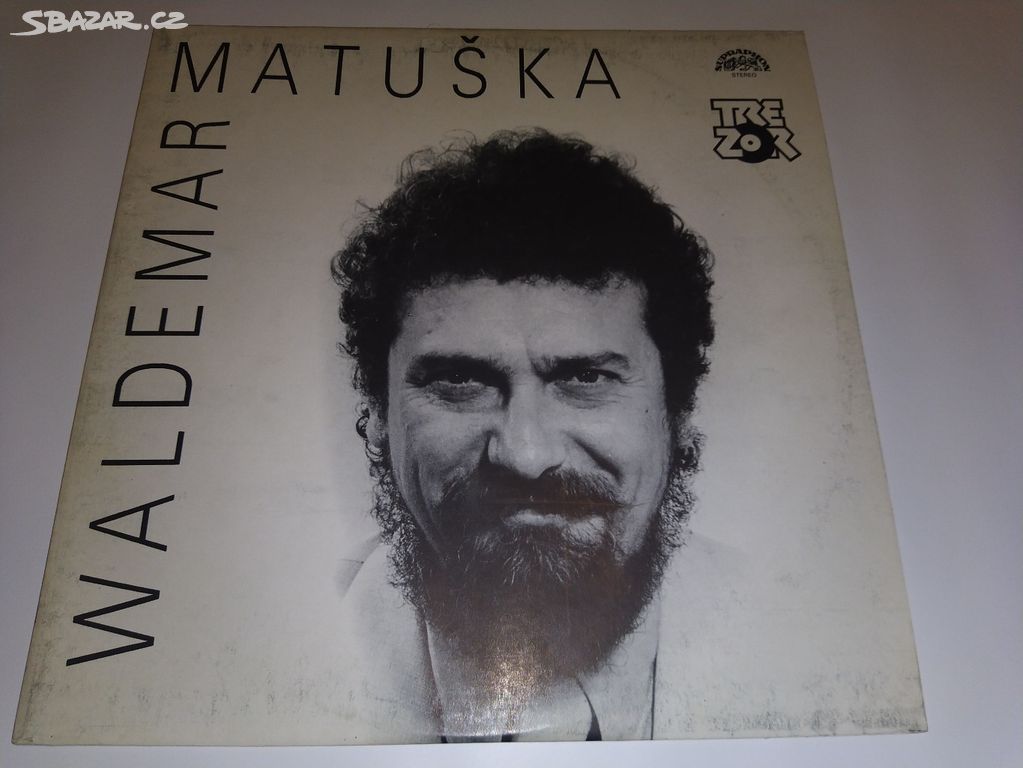 SBAZAR.CZ
MATUŠKA
WALDEMAR
SUPRAPHON
STEREO
TREZOR